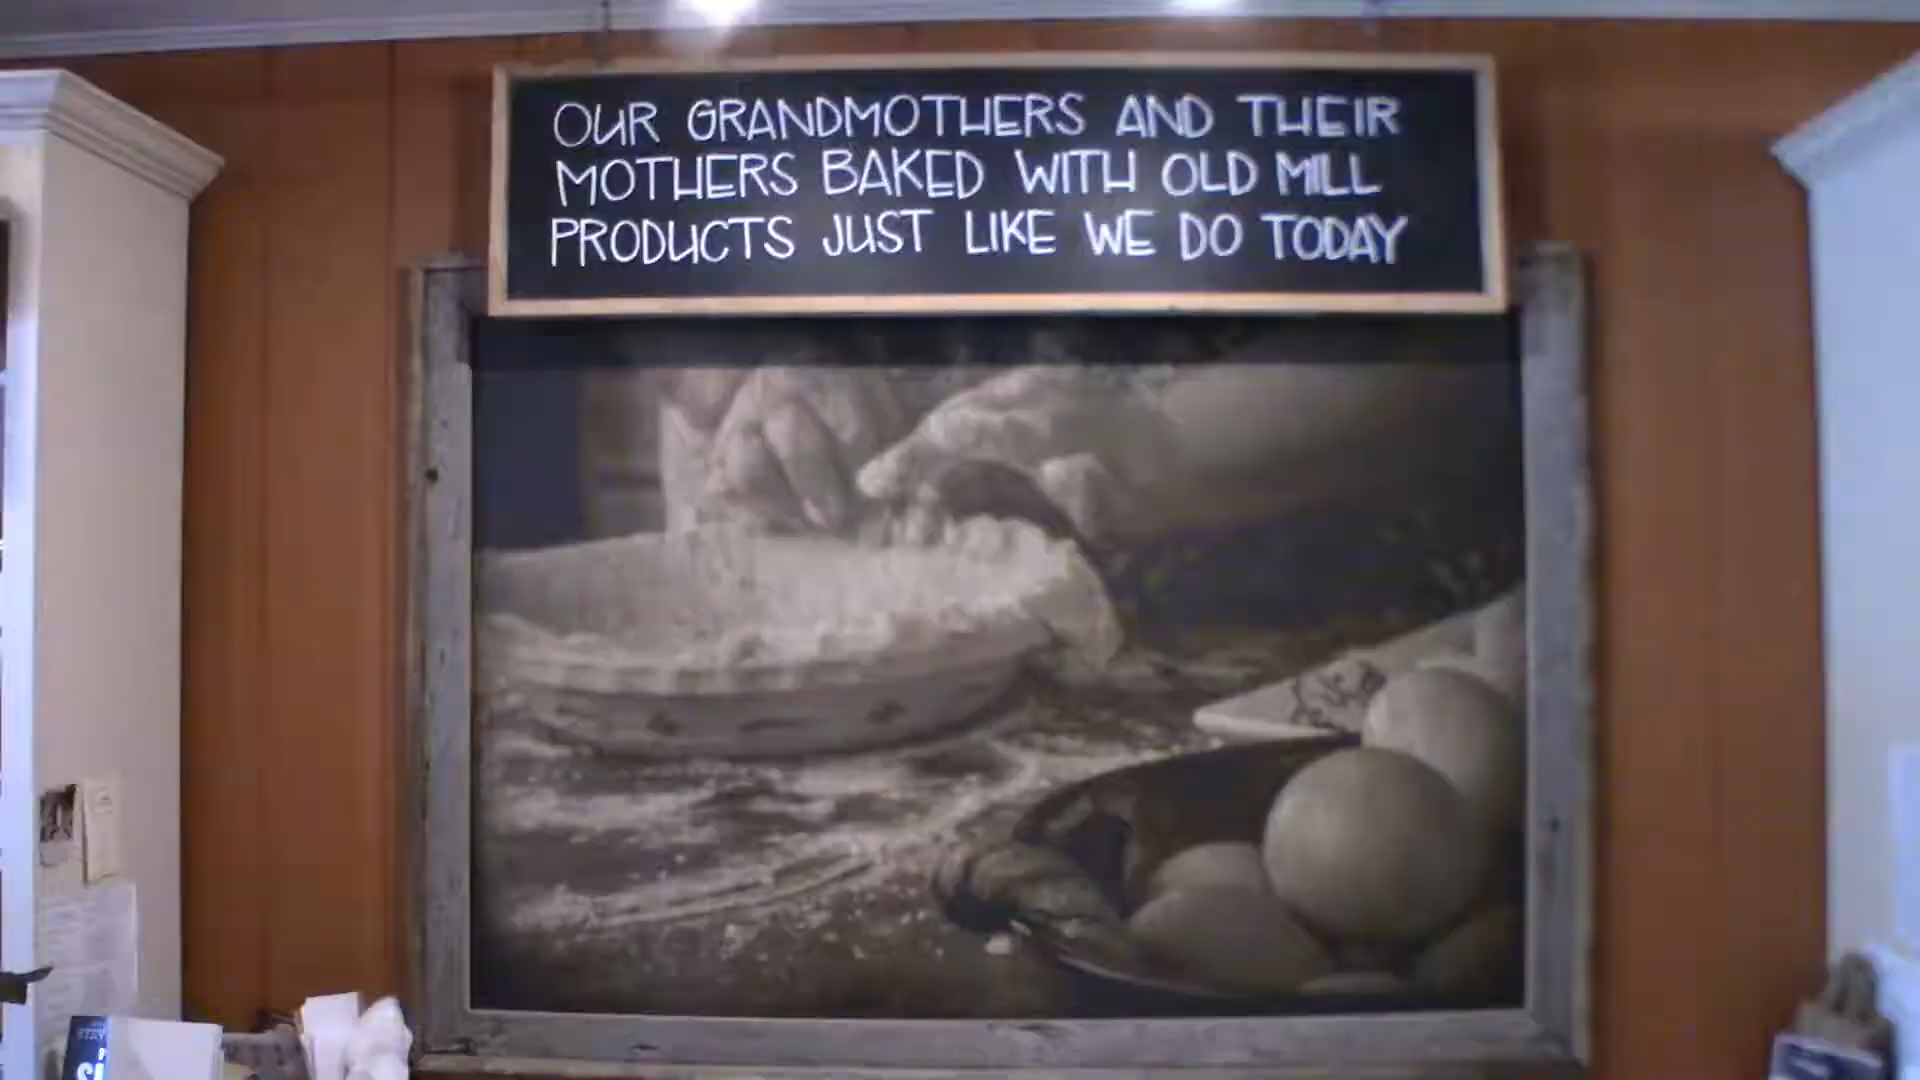 OUR GRANDMOTHERS AND THEIR
MOTHERS BAKED WITH OLD MILL
PRODUCTS JUST LIKE WE DO TODAY